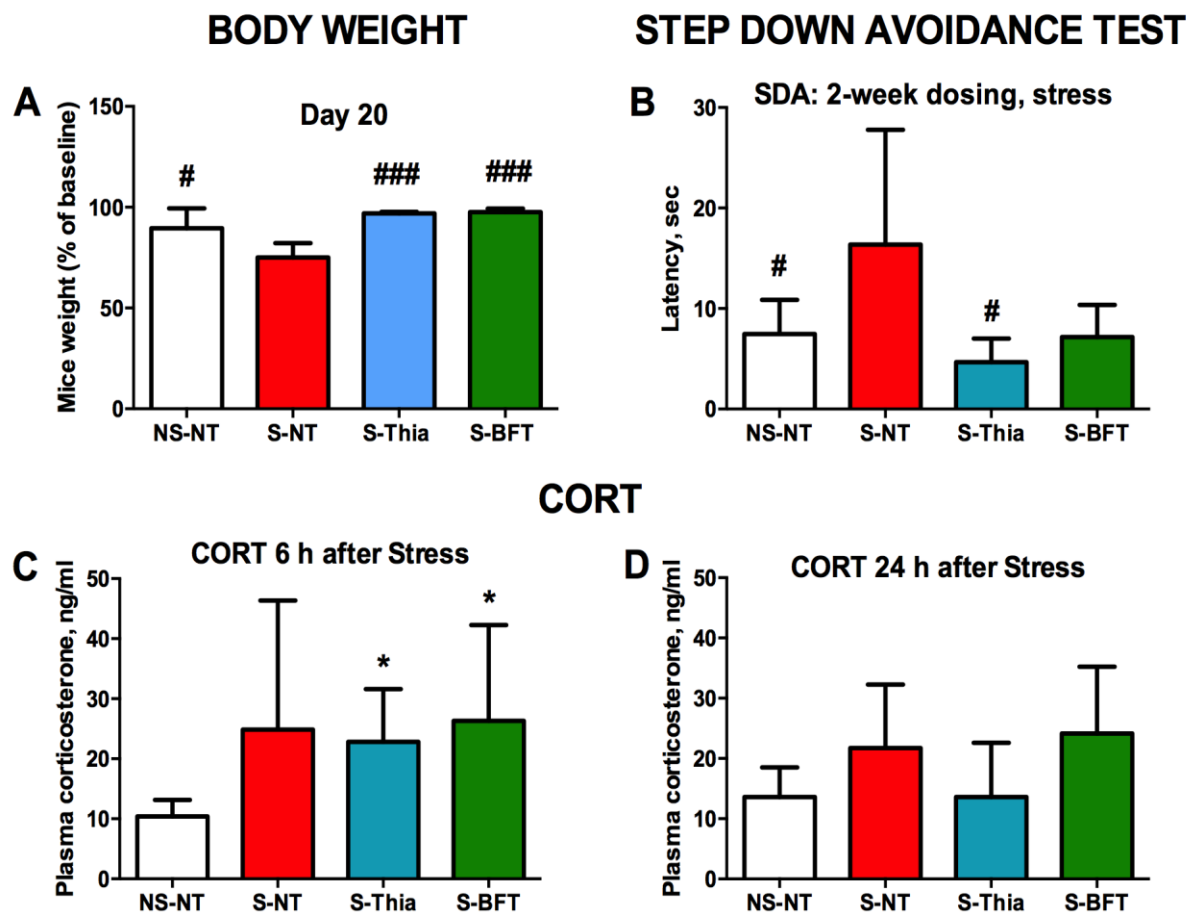 BODY WEIGHT
STEP DOWN AVOIDANCE TEST
A
Day 20
Mice weight (% of baseline)
150
100
50
0
#
###
###
NS-NT S-NT S-Thia S-BFT
B
SDA: 2-week dosing, stress
Latency, sec
30
20
10
0
#
#
NS-NT S-NT S-Thia S-BFT
CORT
C
CORT 6 h after Stress
Plasma corticosterone, ng/ml
50
40
30
20
10
0
*
*
NS-NT S-NT S-Thia S-BFT
D
CORT 24 h after Stress
Plasma corticosterone, ng/ml
50
40
30
20
10
0
NS-NT S-NT S-Thia S-BFT